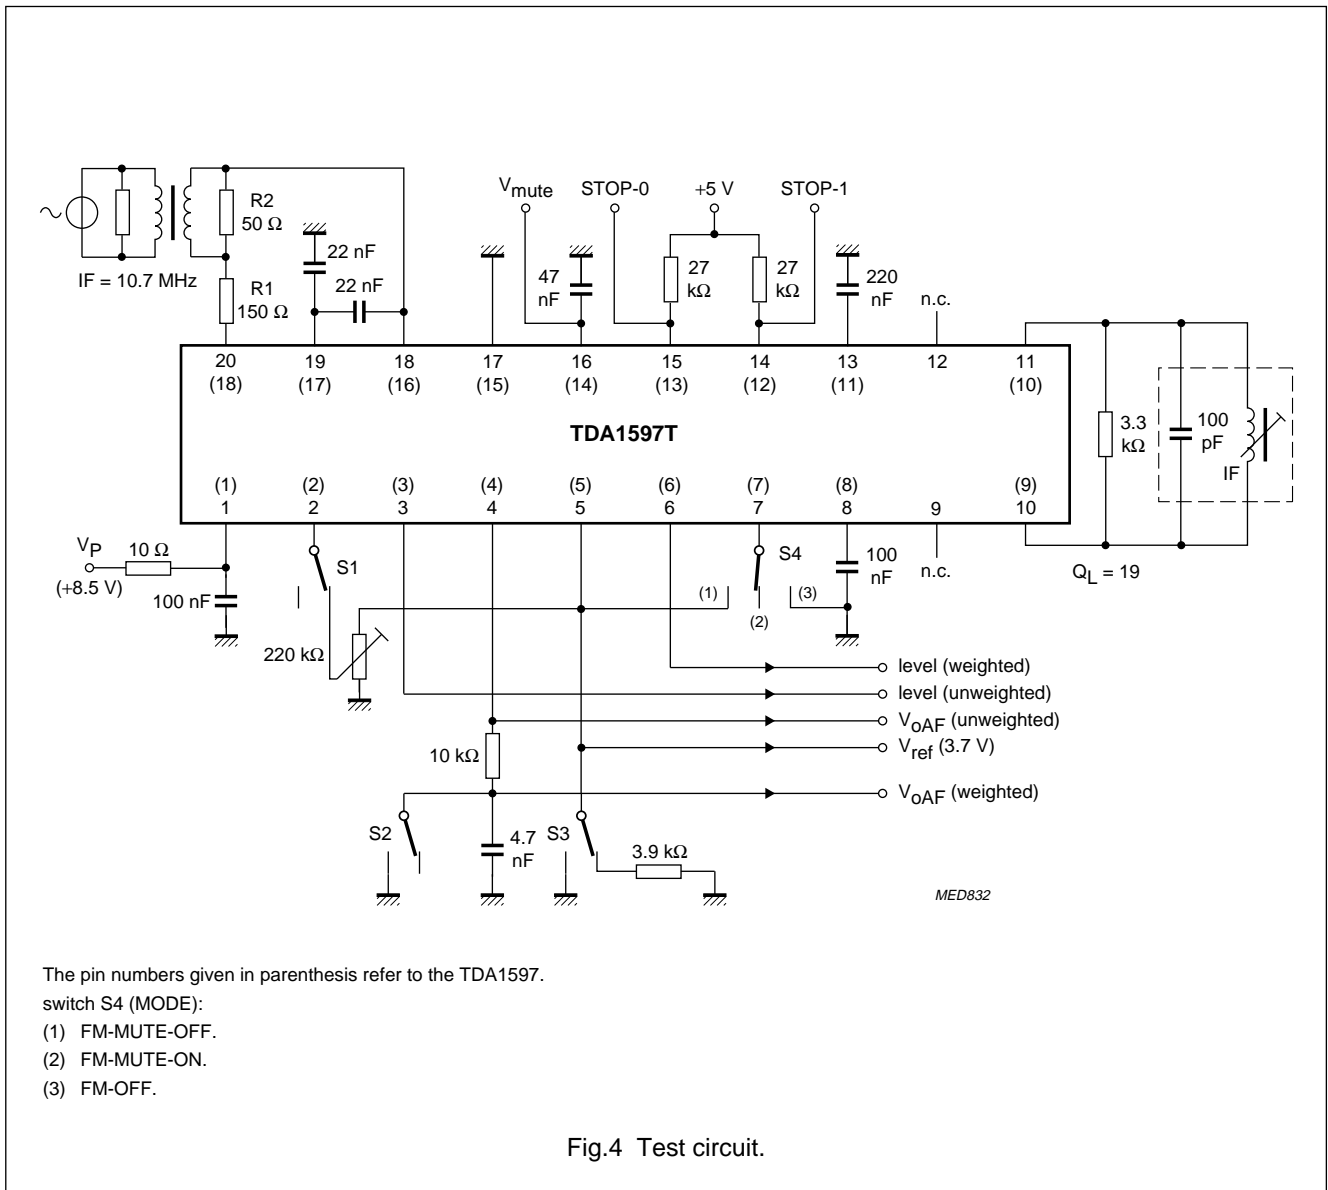 V_mute STOP-0 +5 V STOP-1
R2
50 Ω
22 nF
22 nF
47
nF
27
kΩ
27
kΩ
220
nF
n.c.
IF = 10.7 MHz
R1
150 Ω
20 19 18 17 16 15 14 13 12 11
(18) (17) (16) (15) (14) (13) (12) (11) (10)
TDA1597T
3.3
kΩ
100
pF
IF
(1) (2) (3) (4) (5) (6) (7) (8) (9)
1 2 3 4 5 6 7 8 9 10
V_P
10 Ω
(+8.5 V)
100 nF
S1
S4
100
nF
n.c.
Q_L = 19
(1)
(2)
(3)
220 kΩ
level (weighted)
level (unweighted)
V_oAF (unweighted)
10 kΩ
V_ref (3.7 V)
V_oAF (weighted)
S2
4.7
nF
S3
3.9 kΩ
MED832
The pin numbers given in parenthesis refer to the TDA1597.
switch S4 (MODE):
(1) FM-MUTE-OFF.
(2) FM-MUTE-ON.
(3) FM-OFF.
Fig.4 Test circuit.